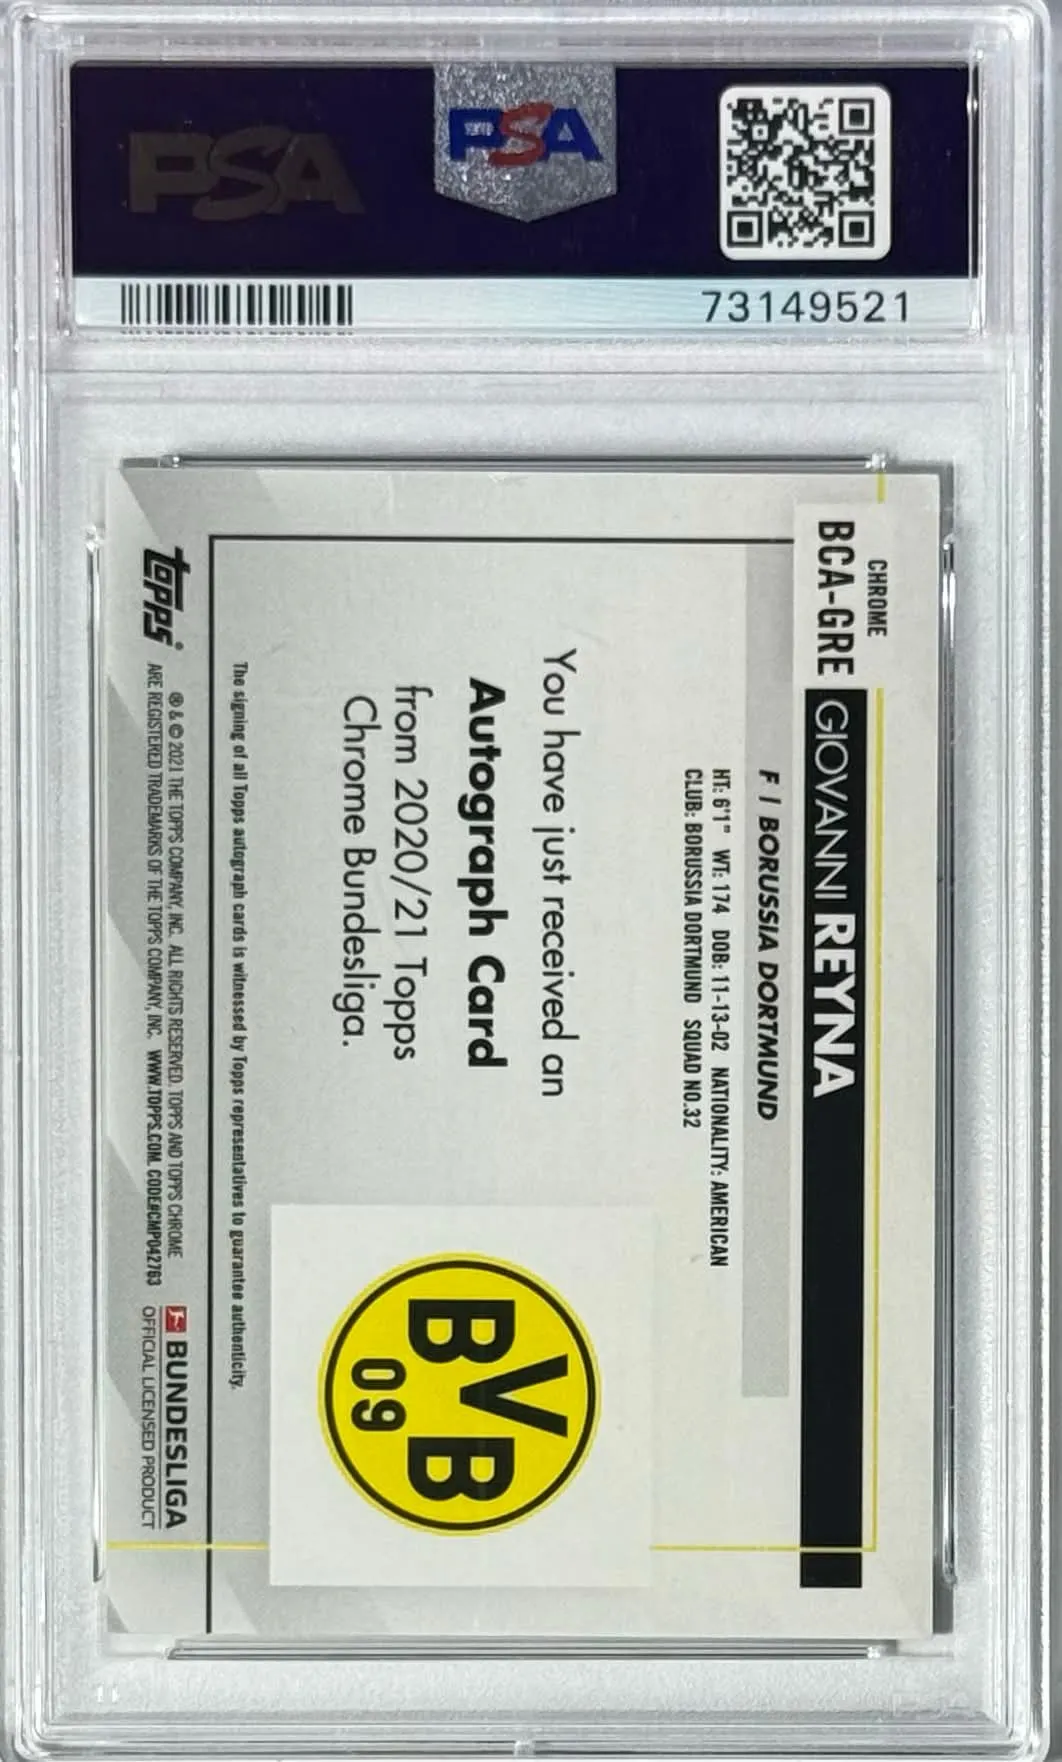 PSA
PSA
73149521
CHROME
BCA-GRE
GIOVANNI REYNA
F / BORUSSIA DORTMUND
HT: 6'1" WT: 174 DOB: 11-13-02 NATIONALITY: AMERICAN
CLUB: BORUSSIA DORTMUND SQUAD NO.32
You have just received an
Autograph Card
from 2020/21 Topps
Chrome Bundesliga.
BVB
09
The signing of all Topps autograph cards is witnessed by Topps representatives to guarantee authenticity.
topps®
® & © 2021 THE TOPPS COMPANY, INC. ALL RIGHTS RESERVED. TOPPS AND TOPPS CHROME
ARE REGISTERED TRADEMARKS OF THE TOPPS COMPANY, INC. WWW.TOPPS.COM. CODE#CMP042763
BUNDESLIGA
OFFICIAL LICENSED PRODUCT